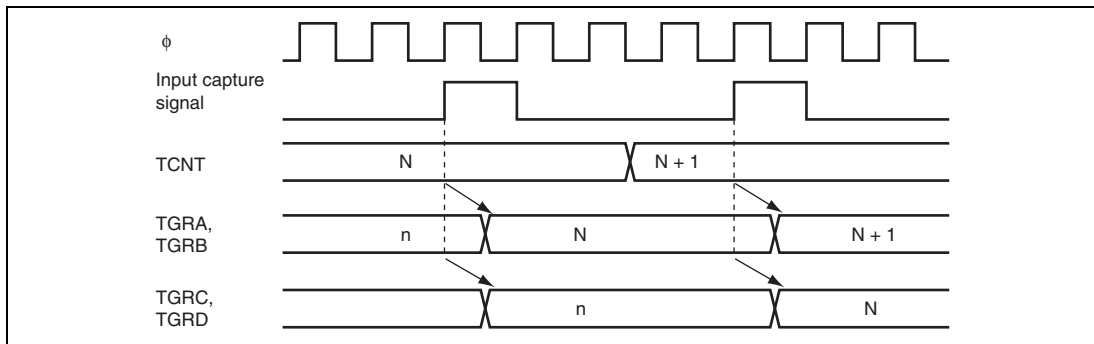 ϕ
Input capture
signal
TCNT
N
N + 1
TGRA,
TGRB
n
N
N + 1
TGRC,
TGRD
n
N